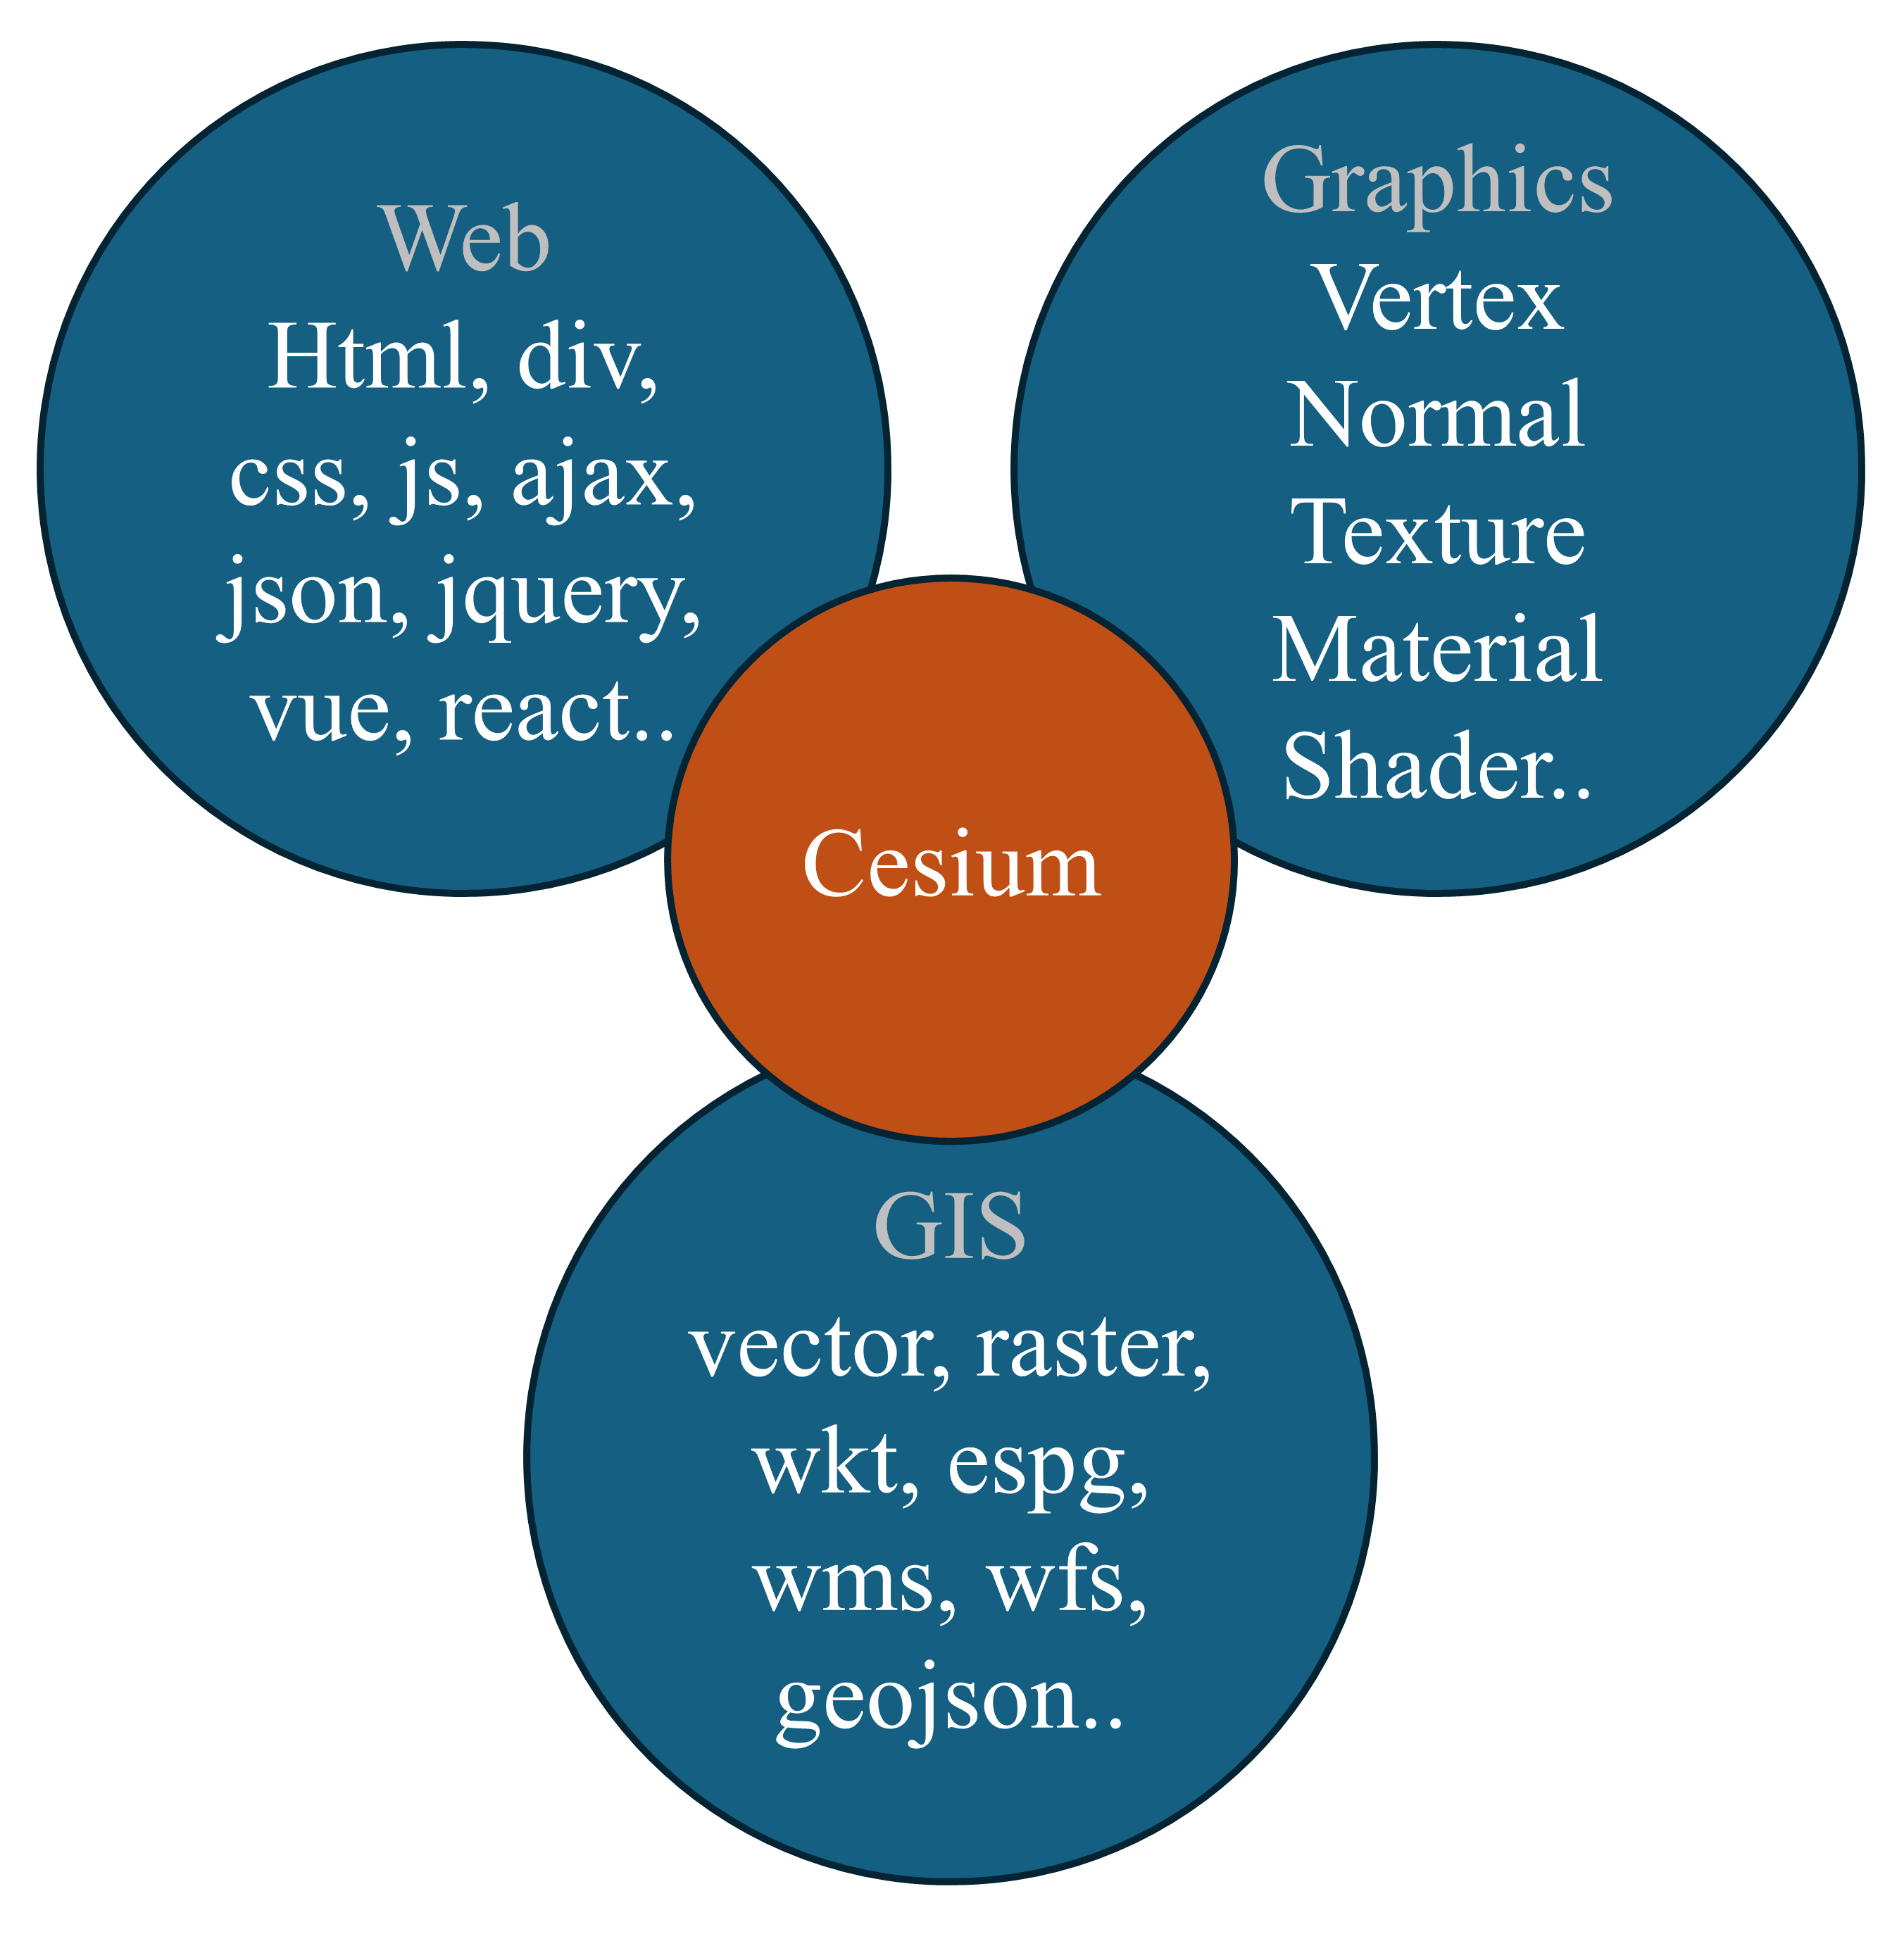 Web
Html, div,
css, js, ajax,
json, jquery,
vue, react..
Graphics
Vertex
Normal
Texture
Material
Shader..
Cesium
GIS
vector, raster,
wkt, espg,
wms, wfs,
geojson..